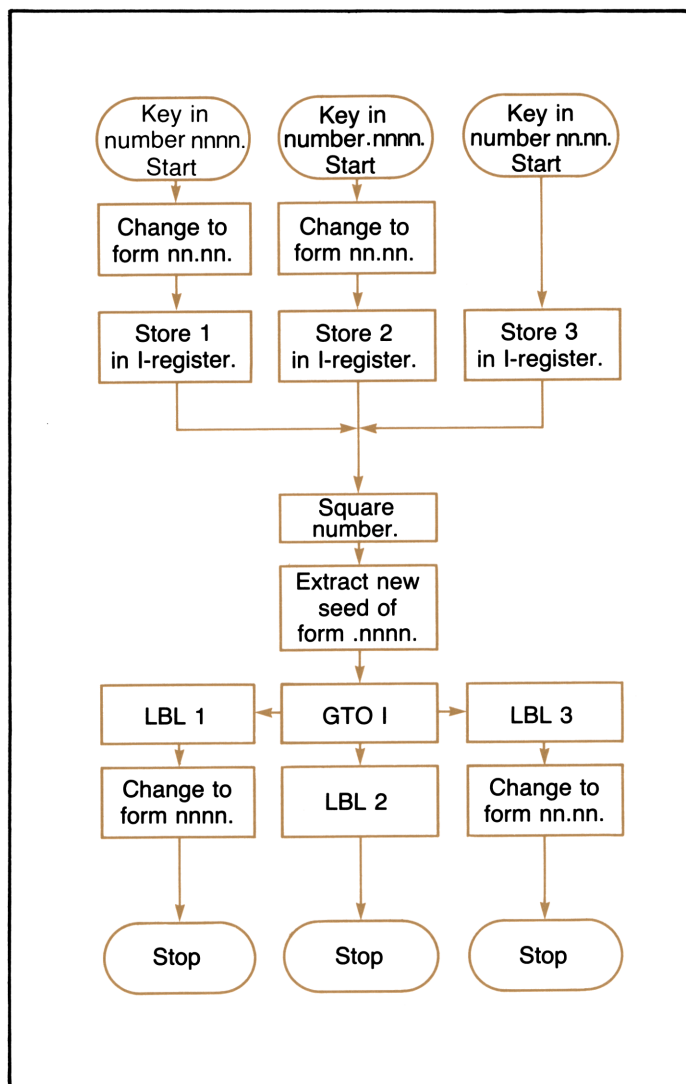 Key in
number nnnn.
Start
Key in
number.nnnn.
Start
Key in
number nn.nn.
Start
Change to
form nn.nn.
Change to
form nn.nn.
Store 1
in I-register.
Store 2
in I-register.
Store 3
in I-register.
Square
number.
Extract new
seed of
form .nnnn.
LBL 1
GTO I
LBL 3
Change to
form nnnn.
LBL 2
Change to
form nn.nn.
Stop
Stop
Stop